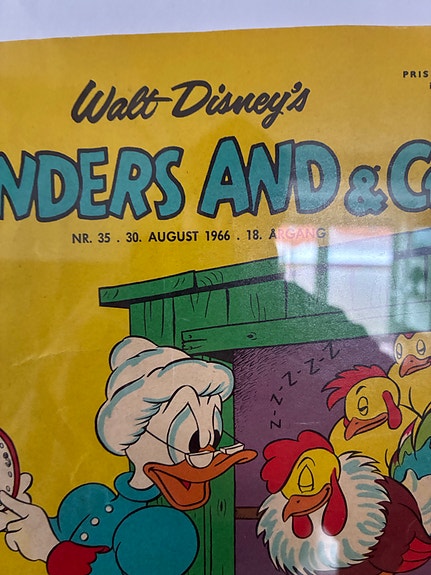 PRIS
Walt Disney's
NDERS AND & C
NR. 35 . 30. AUGUST 1966 . 18. ÅRGANG
Z-Z-Z-Z-Z-Z